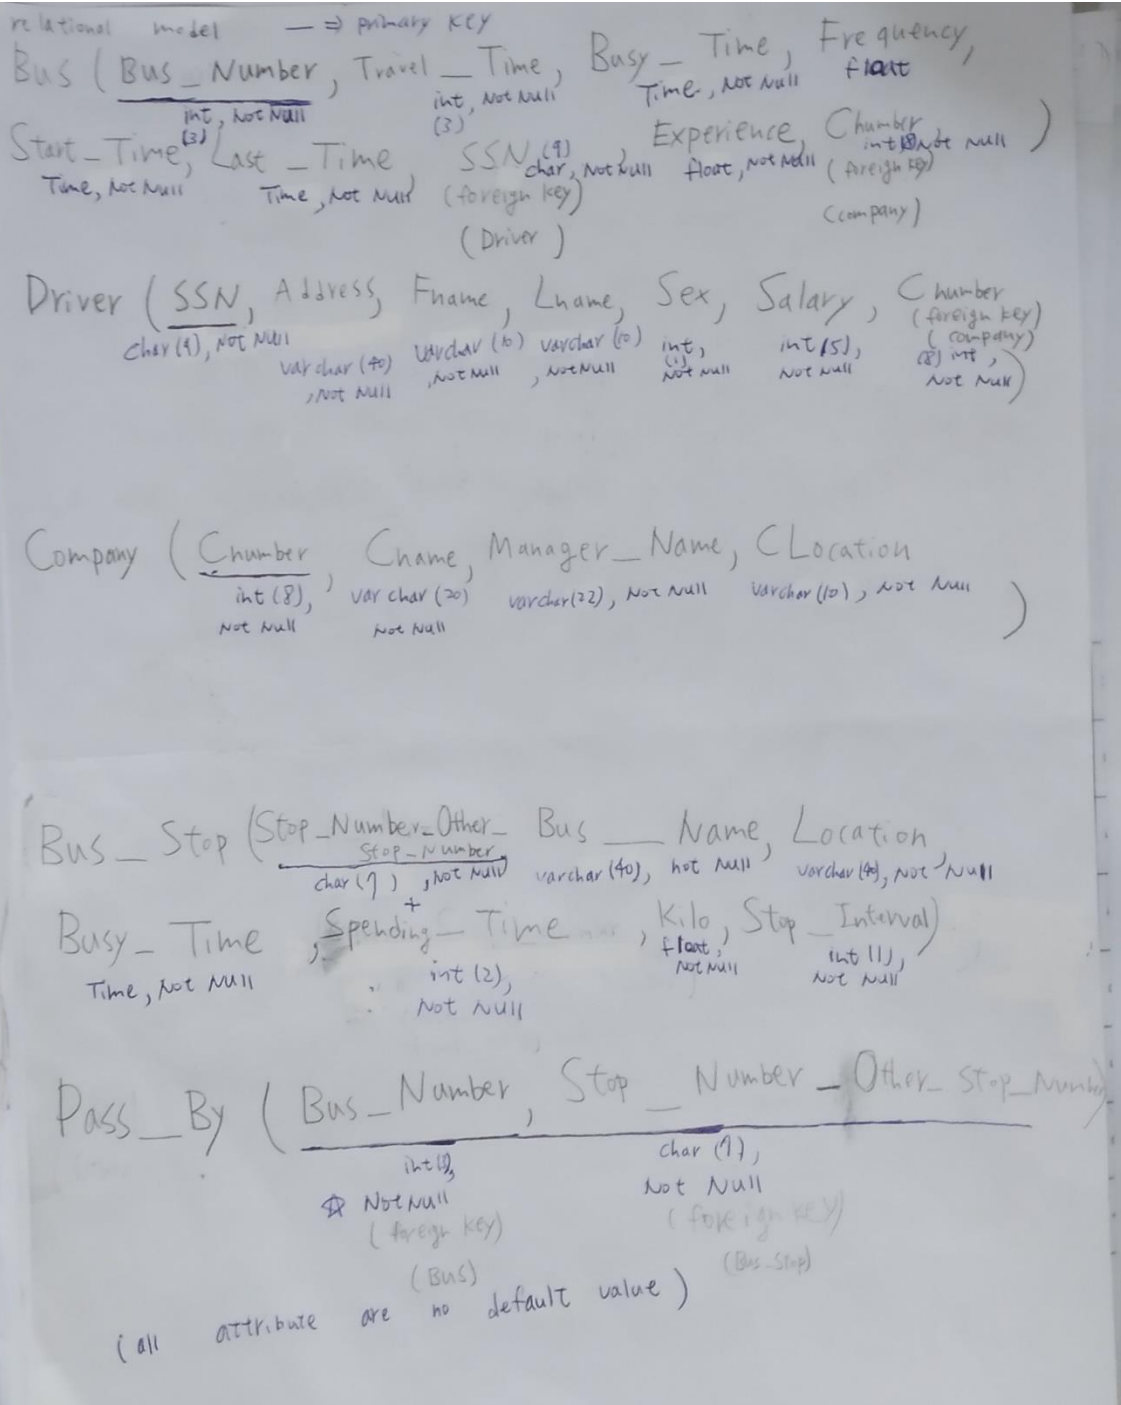 relational model —⇒ primary key
Bus ( Bus_Number, Travel_Time, Busy_Time, Frequency,
int, Not Null int, Not Null Time, Not Null float
(3) (3)
Start_Time, Last_Time, SSN, Experience, Cnumber )
Time, Not Null Time, Not Null char(9), Not Null float, Not Null int(8) Not Null
(foreign key) (foreign key)
(Driver) (company)
Driver ( SSN, Address, Fname, Lname, Sex, Salary, Cnumber
char(9), Not Null varchar(40), Not Null varchar(10), Not Null varchar(10), Not Null int(1), Not Null int(5), Not Null (foreign key)
(company)
(8) int,
Not Null )
Company ( Cnumber, Cname, Manager_Name, CLocation
int(8), varchar(20) varchar(22), Not Null varchar(10), Not Null
Not Null Not Null )
Bus_Stop (Stop_Number_Other_ Bus_Name, Location,
Stop_Number,
char(7), Not Null varchar(40), not Null varchar(40), Not Null
Busy_Time, Spending_Time, Kilo, Stop_Interval)
Time, Not Null int(2), float, int(1),
Not Null Not Null Not Null
Pass_By ( Bus_Number, Stop_Number_Other_Stop_Number)
int(3), char(7),
Not Null Not Null
(foreign key) (foreign key)
(Bus) (Bus_Stop)
(all attribute are no default value)